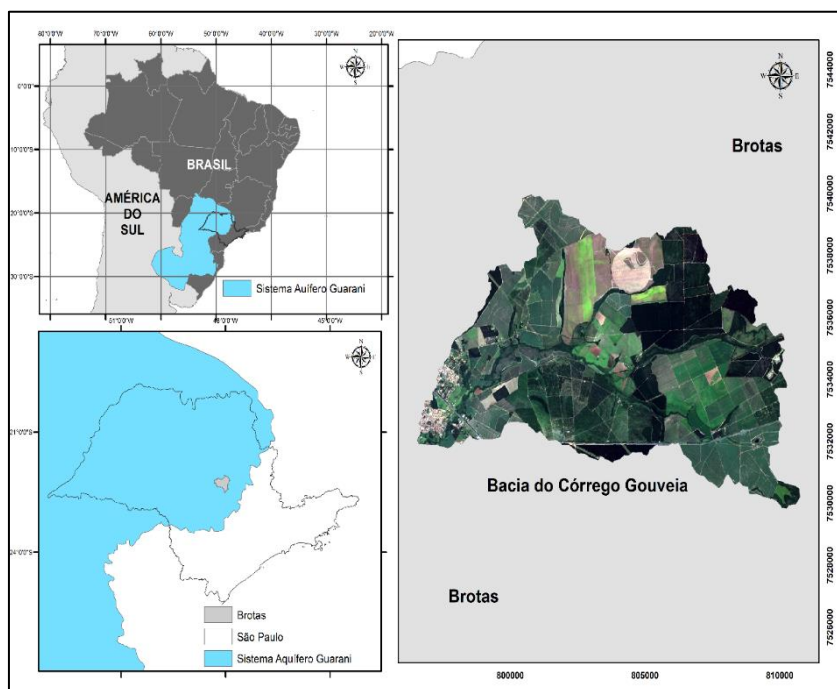 80°0'0"W 70°0'0"W 60°0'0"W 50°0'0"W 40°0'0"W 30°0'0"W 20°0'0"W
N
W E
S
0°0'0"S
10°0'0"S
20°0'0"S
30°0'0"S
BRASIL
AMÉRICA
DO
SUL
Sistema Auífero Guarani
51°0'0"W 48°0'0"W 45°0'0"W
N
S
21°0'0"S
24°0'0"S
Brotas
São Paulo
Sistema Aquífero Guarani
N
W E
S
Brotas
Bacia do Córrego Gouveia
Brotas
7544000
7542000
7540000
7538000
7536000
7534000
7532000
7530000
7528000
7526000
800000 805000 810000